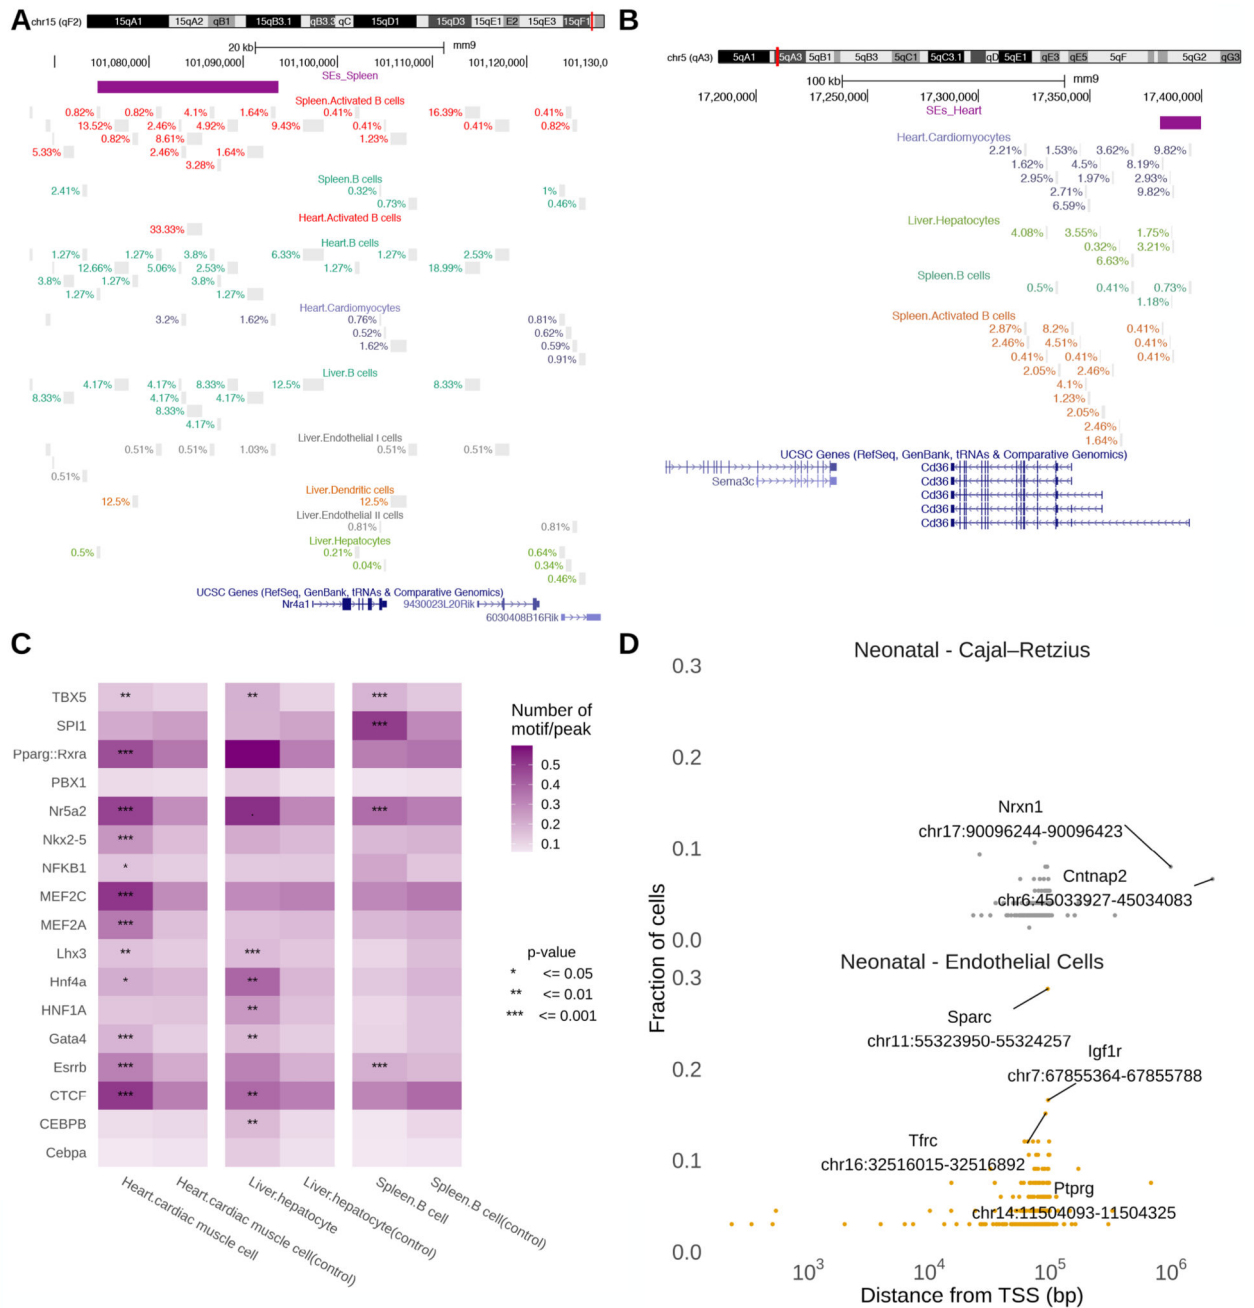 A
chr15 (qF2)
15qA1 15qA2 qB1 15qB3.1 qB3.3 qC 15qD1 15qD3 15qE1 E2 15qE3 15qF1
20 kb mm9
101,080,000 101,090,000 101,100,000 101,110,000 101,120,000 101,130,0
SEs_Spleen
Spleen.Activated B cells
0.82% 0.82% 4.1% 1.64% 0.41% 16.39% 0.41%
13.52% 2.46% 4.92% 9.43% 0.41% 0.41% 0.82%
0.82% 8.61% 1.23%
5.33% 2.46% 1.64%
3.28%
Spleen.B cells
2.41% 0.32% 1%
0.73% 0.46%
Heart.Activated B cells
33.33%
Heart.B cells
1.27% 1.27% 3.8% 6.33% 1.27% 2.53%
12.66% 5.06% 2.53% 1.27% 18.99%
3.8% 1.27% 3.8%
1.27% 1.27%
Heart.Cardiomyocytes
3.2% 1.62% 0.76% 0.81%
0.52% 0.62%
1.62% 0.59%
0.91%
Liver.B cells
4.17% 4.17% 8.33% 12.5% 8.33%
8.33% 4.17% 4.17%
8.33%
4.17%
Liver.Endothelial I cells
0.51% 0.51% 1.03% 0.51% 0.51%
0.51%
Liver.Dendritic cells
12.5% 12.5%
Liver.Endothelial II cells
0.81% 0.81%
Liver.Hepatocytes
0.5% 0.21% 0.64%
0.04% 0.34%
0.46%
UCSC Genes (RefSeq, GenBank, tRNAs & Comparative Genomics)
Nr4a1 9430023L20Rik
6030408B16Rik
B
chr5 (qA3)
5qA1 5qA3 5qB1 5qB3 5qC1 5qC3.1 qD 5qE1 qE3 qE5 5qF 5qG2 qG3
100 kb mm9
17,200,000 17,250,000 17,300,000 17,350,000 17,400,000
SEs_Heart
Heart.Cardiomyocytes
2.21% 1.53% 3.62% 9.82%
1.62% 4.5% 8.19%
2.95% 1.97% 2.93%
2.71% 9.82%
6.59%
Liver.Hepatocytes
4.08% 3.55% 1.75%
0.32% 3.21%
6.63%
Spleen.B cells
0.5% 0.41% 0.73%
1.18%
Spleen.Activated B cells
2.87% 8.2% 0.41%
2.46% 4.51% 0.41%
0.41% 0.41% 0.41%
2.05% 2.46%
4.1%
1.23%
2.05%
2.46%
1.64%
UCSC Genes (RefSeq, GenBank, tRNAs & Comparative Genomics)
Cd36
Sema3c Cd36
Cd36
Cd36
Cd36
C
TBX5 ** ** ***
SPI1 ***
Pparg::Rxra ***
PBX1
Nr5a2 *** . ***
Nkx2-5 ***
NFKB1 *
MEF2C ***
MEF2A ***
Lhx3 ** ***
Hnf4a * **
HNF1A **
Gata4 *** **
Esrrb *** ***
CTCF *** **
CEBPB **
Cebpa
Heart.cardiac muscle cell
Heart.cardiac muscle cell(control)
Liver.hepatocyte
Liver.hepatocyte(control)
Spleen.B cell
Spleen.B cell(control)
Number of
motif/peak
0.5
0.4
0.3
0.2
0.1
p-value
* <= 0.05
** <= 0.01
*** <= 0.001
D
Neonatal - Cajal–Retzius
0.3
0.2
0.1
0.0
Nrxn1
chr17:90096244-90096423
Cntnap2
chr6:45033927-45034083
Neonatal - Endothelial Cells
0.3
0.2
0.1
0.0
Sparc
chr11:55323950-55324257
Igf1r
chr7:67855364-67855788
Tfrc
chr16:32516015-32516892
Ptprg
chr14:11504093-11504325
Fraction of cells
10³ 10⁴ 10⁵ 10⁶
Distance from TSS (bp)